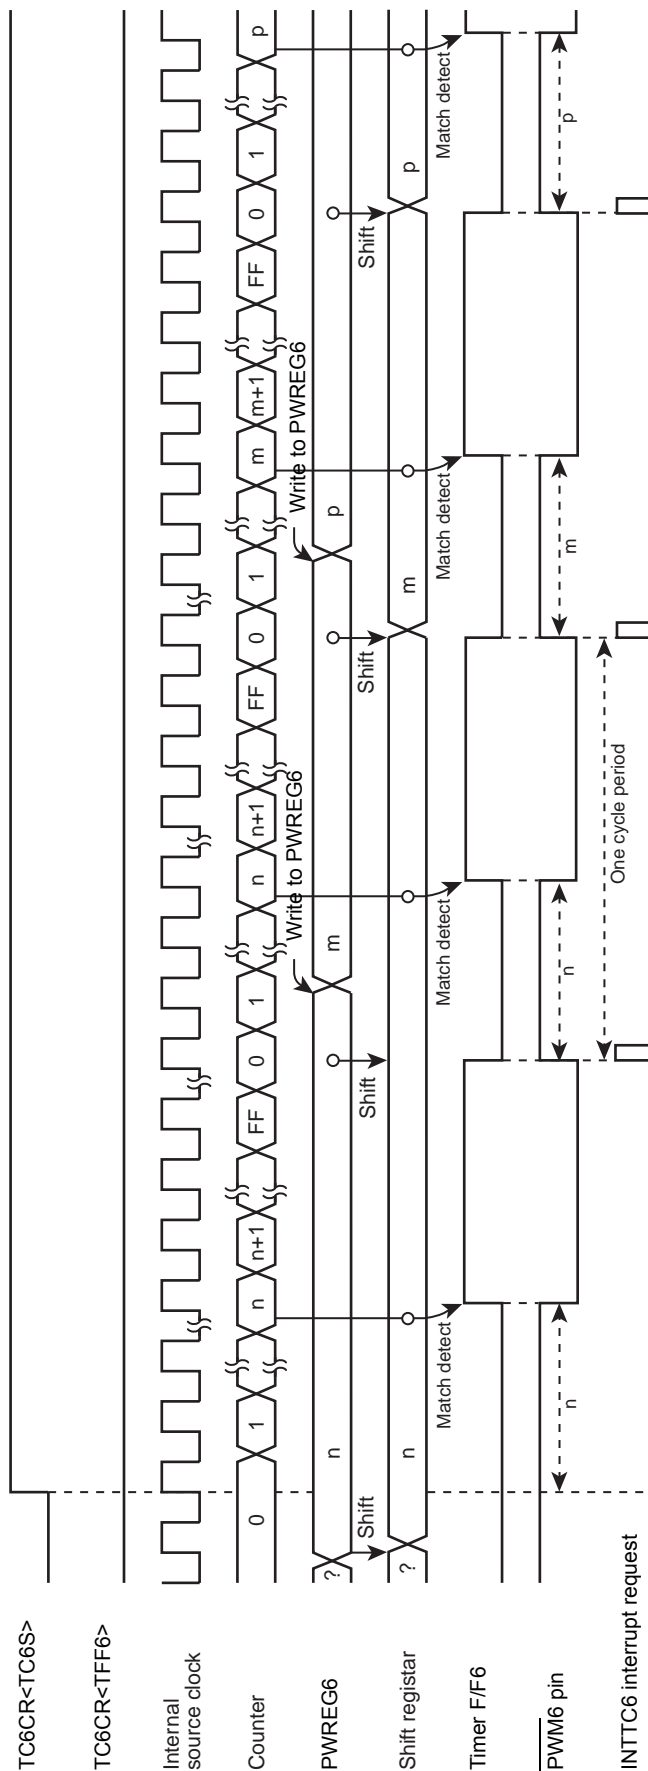 TC6CR<TC6S>
TC6CR<TFF6>
Internal
source clock
Counter 0 1 n n+1 FF 0 1 n n+1 FF 0 1 m m+1 FF 0 1 p
Write to PWREG6 Write to PWREG6
PWREG6 ? n m p
Shift Shift Shift Shift
Shift registar ? n m p
Match detect Match detect Match detect Match detect
Timer F/F6
PWM6 pin n n m p
One cycle period
INTTC6 interrupt request